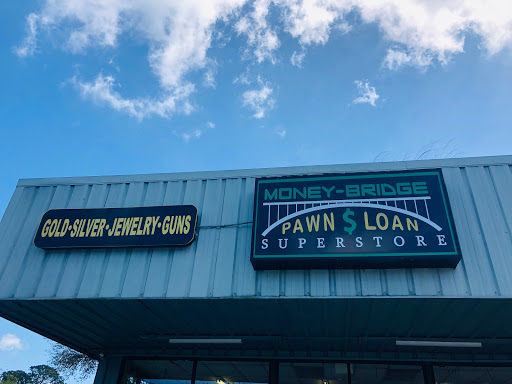 GOLD•SILVER•JEWELRY•GUNS
MONEY-BRIDGE
PAWN $ LOAN
SUPERSTORE